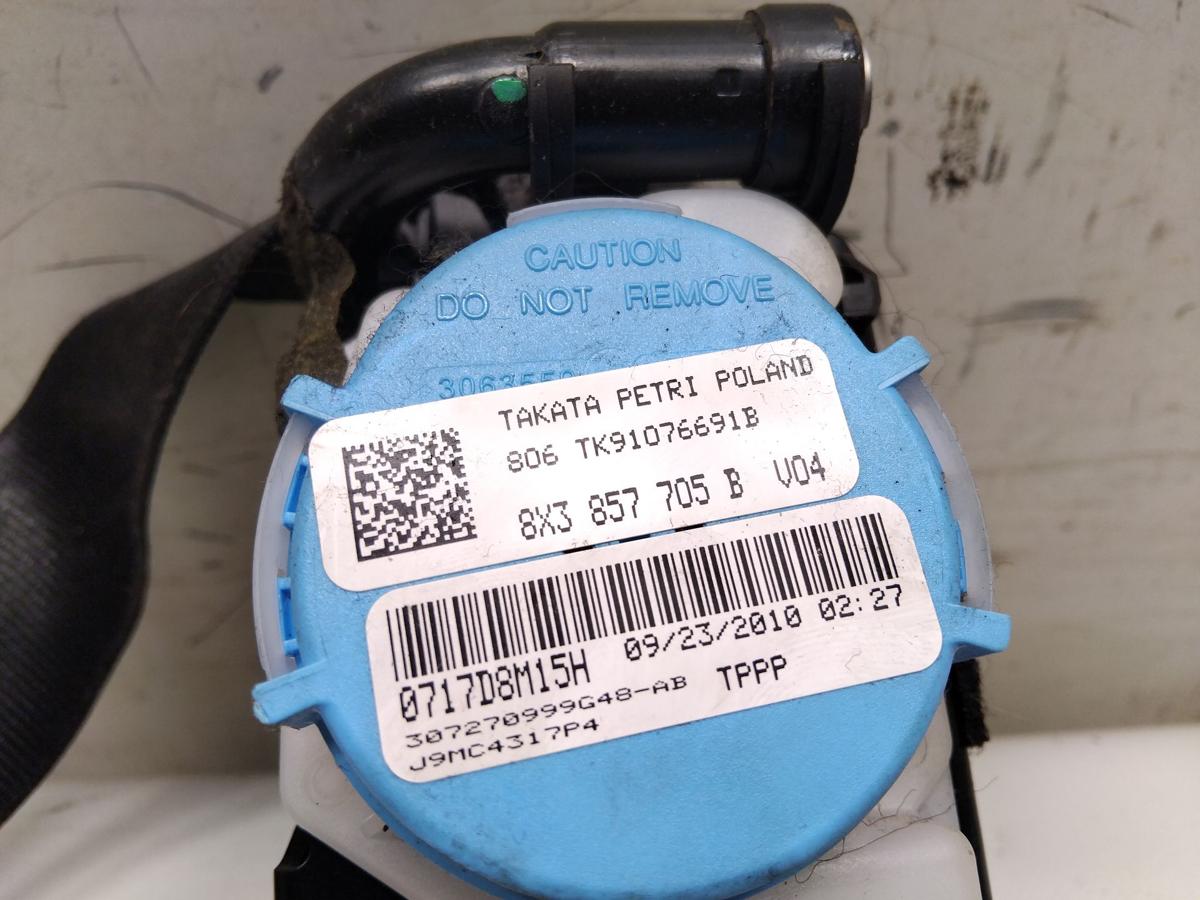 CAUTION
DO NOT REMOVE
TAKATA PETRI POLAND
806 TK91076691B
8X3 857 705 B V04
09/23/2010 02:27
0717D8M15H
TPPP
307270999G48-AB
J9MC4317P4